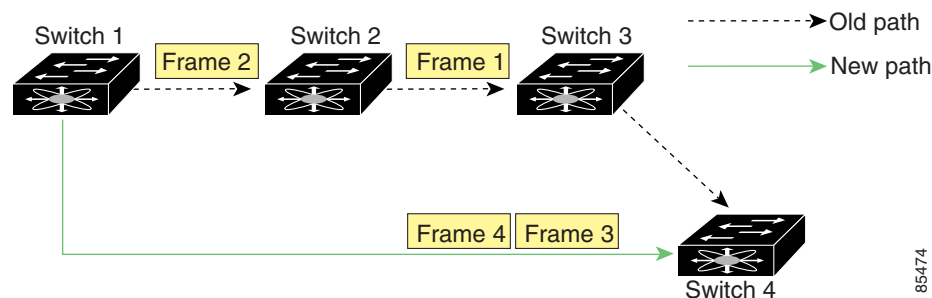 Switch 1
Switch 2
Switch 3
Old path
Frame 2
Frame 1
New path
Frame 4
Frame 3
Switch 4
85474